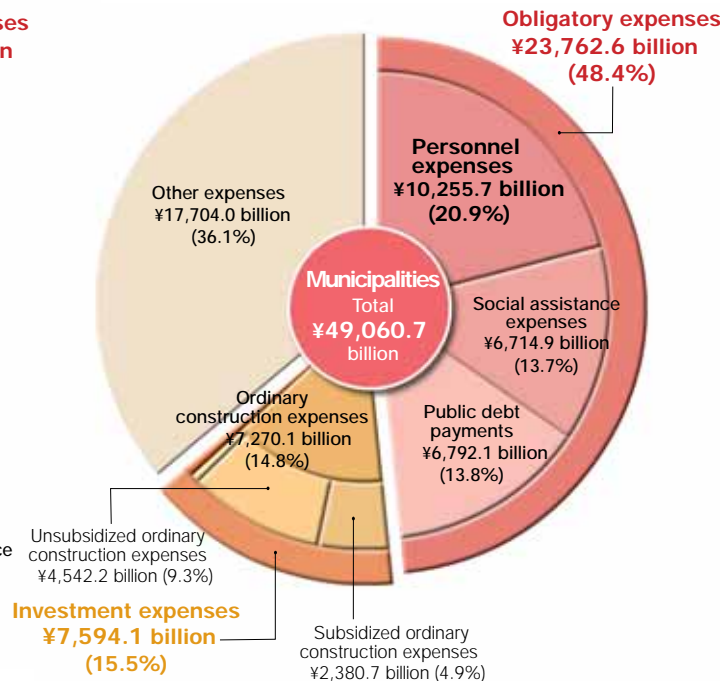 ses
n
Obligatory expenses
¥23,762.6 billion
(48.4%)
Personnel
expenses
¥10,255.7 billion
(20.9%)
Other expenses
¥17,704.0 billion
(36.1%)
Municipalities
Total
¥49,060.7
billion
Social assistance
expenses
¥6,714.9 billion
(13.7%)
Ordinary
construction expenses
¥7,270.1 billion
(14.8%)
Public debt
payments
¥6,792.1 billion
(13.8%)
ce
Unsubsidized ordinary
construction expenses
¥4,542.2 billion (9.3%)
Investment expenses
¥7,594.1 billion
(15.5%)
Subsidized ordinary
construction expenses
¥2,380.7 billion (4.9%)